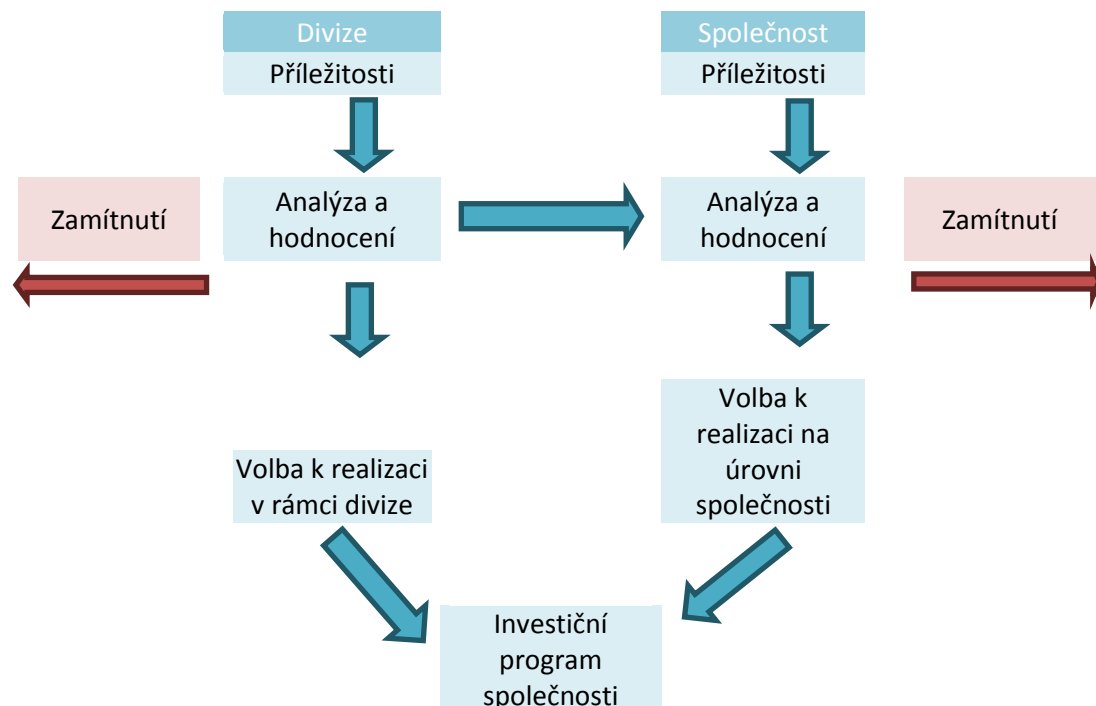 Divize
Společnost
Příležitosti
Příležitosti
Zamítnutí
Analýza a
hodnocení
Analýza a
hodnocení
Zamítnutí
Volba k realizaci
v rámci divize
Volba k
realizaci na
úrovni
společnosti
Investiční
program
společnosti